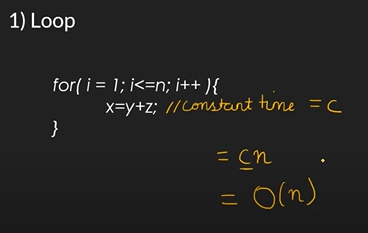 1) Loop
for( i = 1; i<=n; i++ ){
x=y+z; //constant time = c
}
= cn
= O(n)